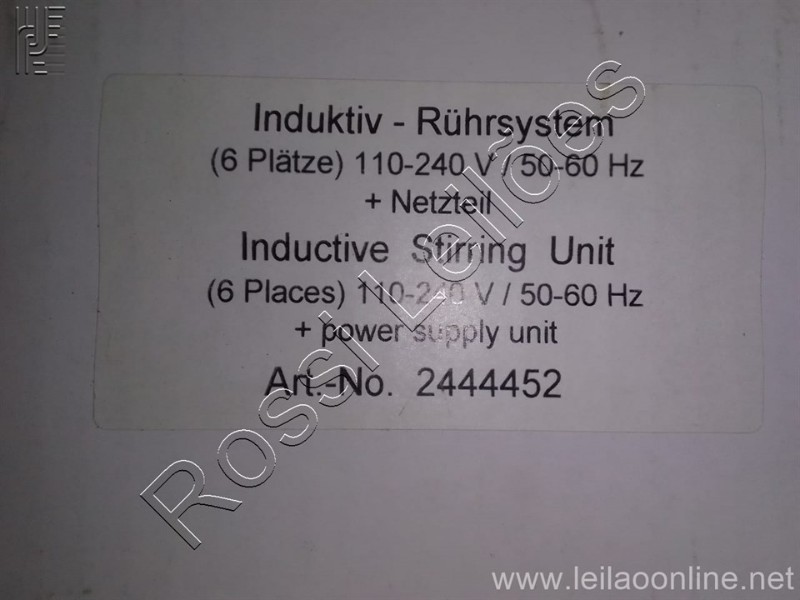 Induktiv - Rührsystem
(6 Plätze) 110-240 V / 50-60 Hz
+ Netzteil
Inductive Stirring Unit
(6 Places) 110-240 V / 50-60 Hz
+ power supply unit
Art.-No. 2444452
Rossi Leilões
www.leilaoonline.net